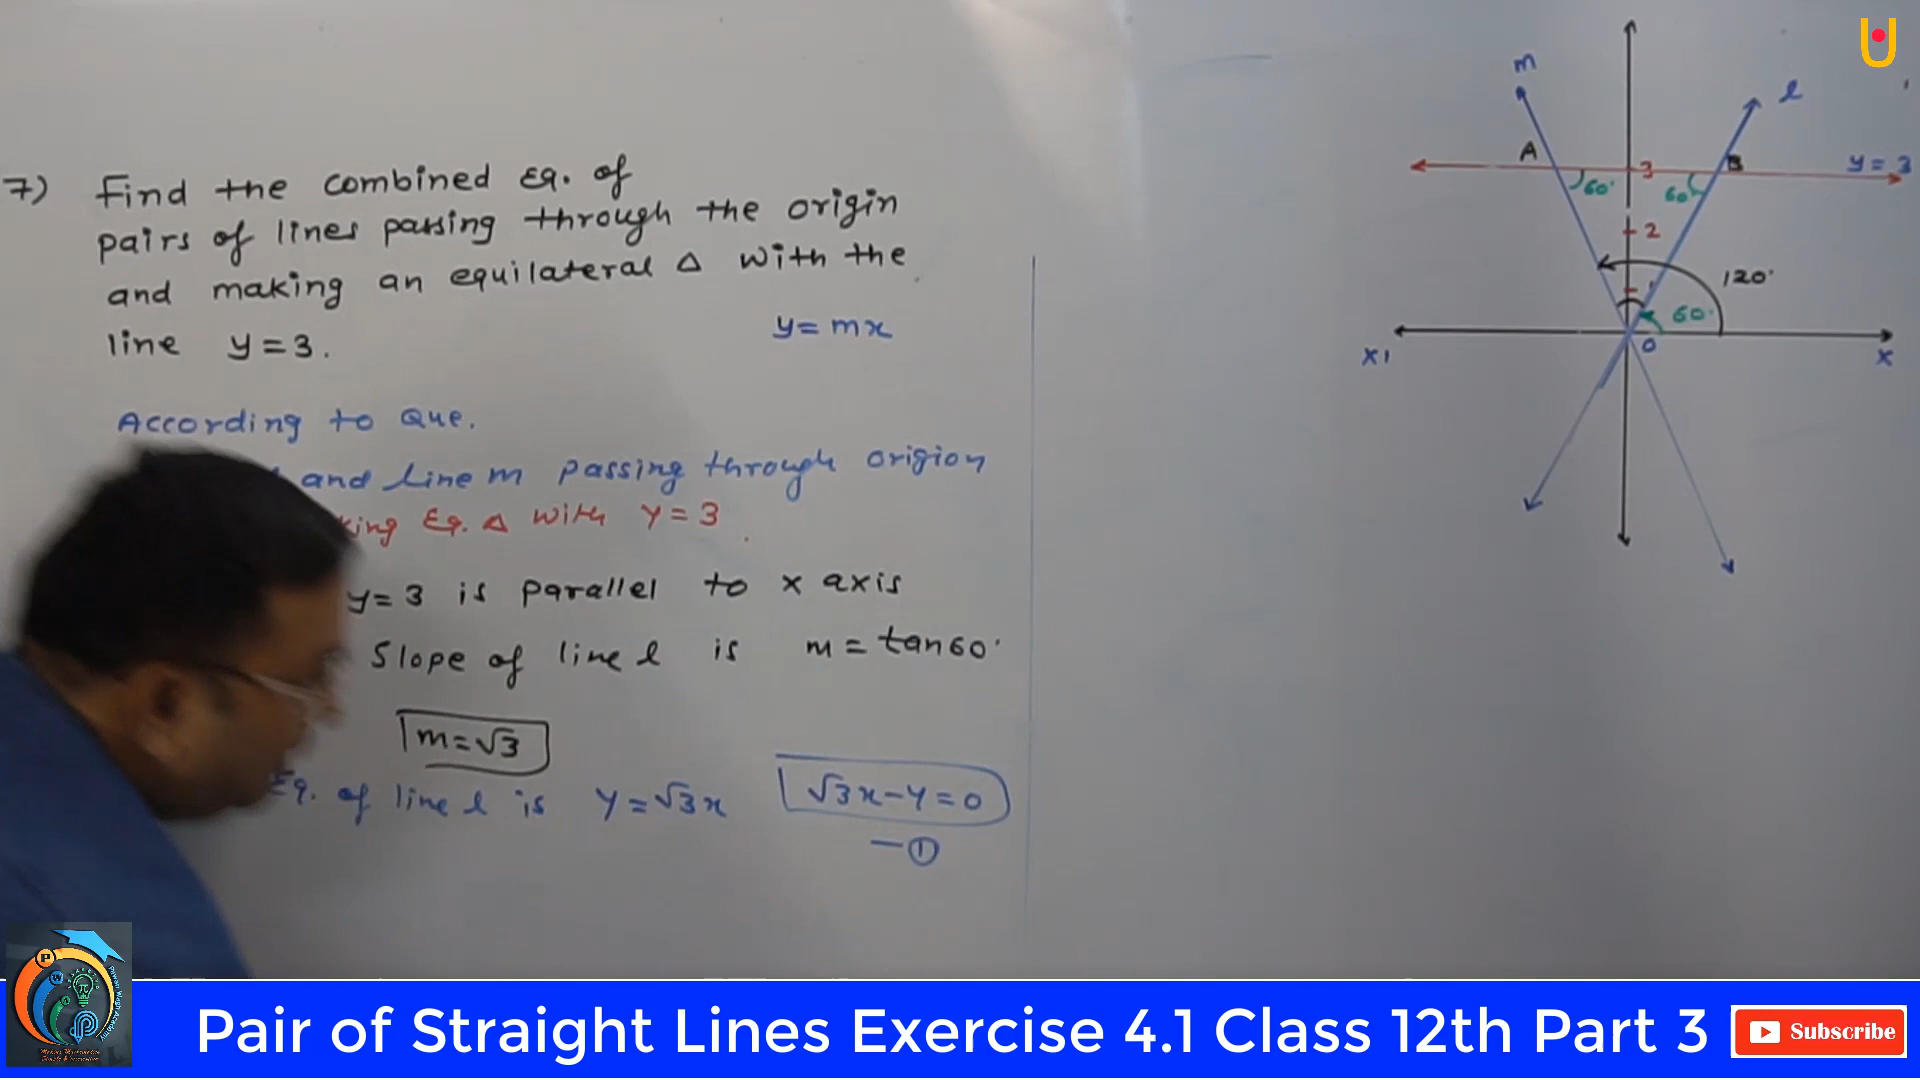 7) Find the combined Eq. of
pairs of lines passing through the origin
and making an equilateral Δ with the
line y=3.
y=mx
According to Que.
and line m passing through origion
king Eq. Δ with y=3
y=3 is parallel to x axis
Slope of line l is m=tan60°
m=√3
Eq. of line l is y=√3x
√3x-y=0
—①
m
l
A
B
3
y=3
60°
60°
2
120°
60°
O
X1
X
U
Pair of Straight Lines Exercise 4.1 Class 12th Part 3
Subscribe